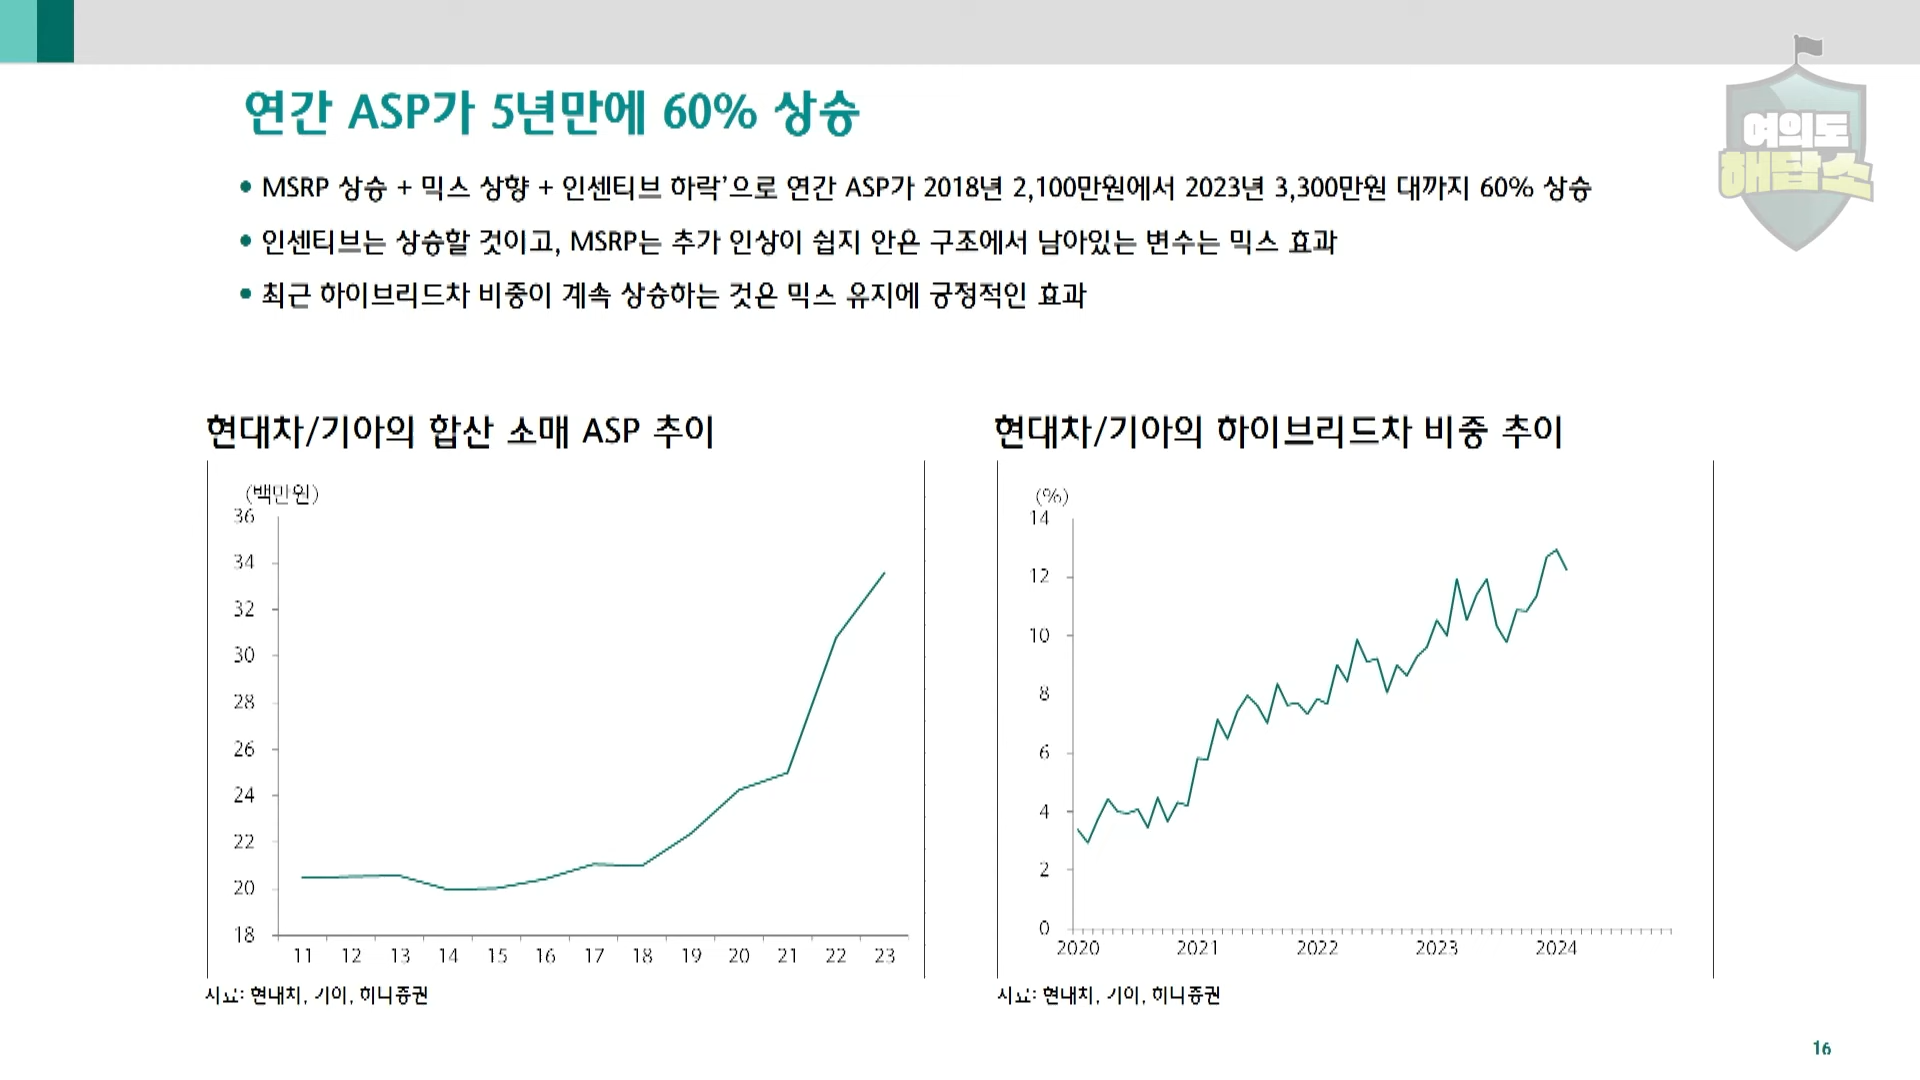 여의도
해답소
연간 ASP가 5년만에 60% 상승
• MSRP 상승 + 믹스 상향 + 인센티브 하락’으로 연간 ASP가 2018년 2,100만원에서 2023년 3,300만원 대까지 60% 상승
• 인센티브는 상승할 것이고, MSRP는 추가 인상이 쉽지 않은 구조에서 남아있는 변수는 믹스 효과
• 최근 하이브리드차 비중이 계속 상승하는 것은 믹스 유지에 긍정적인 효과
현대차/기아의 합산 소매 ASP 추이
(백만원)
36
34
32
30
28
26
24
22
20
18
11 12 13 14 15 16 17 18 19 20 21 22 23
자료: 현대차, 기아, 하나증권
현대차/기아의 하이브리드차 비중 추이
(%)
14
12
10
8
6
4
2
0
2020 2021 2022 2023 2024
자료: 현대차, 기아, 하나증권
16